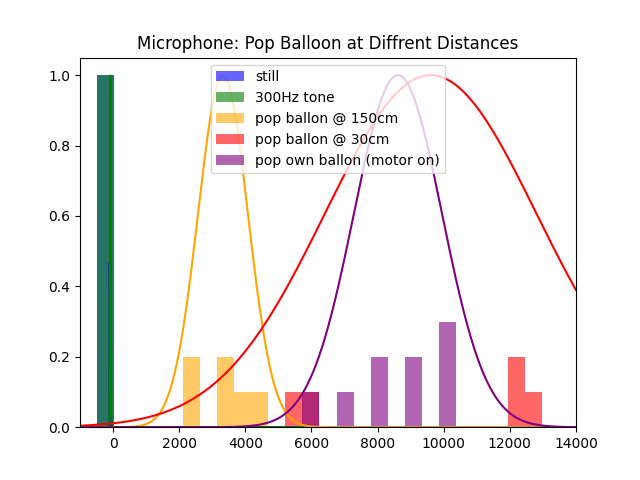 Microphone: Pop Balloon at Diffrent Distances
1.0
0.8
0.6
0.4
0.2
0.0
still
300Hz tone
pop ballon @ 150cm
pop ballon @ 30cm
pop own ballon (motor on)
0 2000 4000 6000 8000 10000 12000 14000